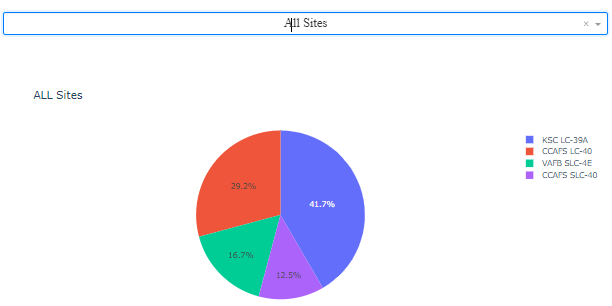 All Sites
× 
ALL Sites
KSC LC-39A
CCAFS LC-40
VAFB SLC-4E
CCAFS SLC-40
29.2%
41.7%
16.7%
12.5%